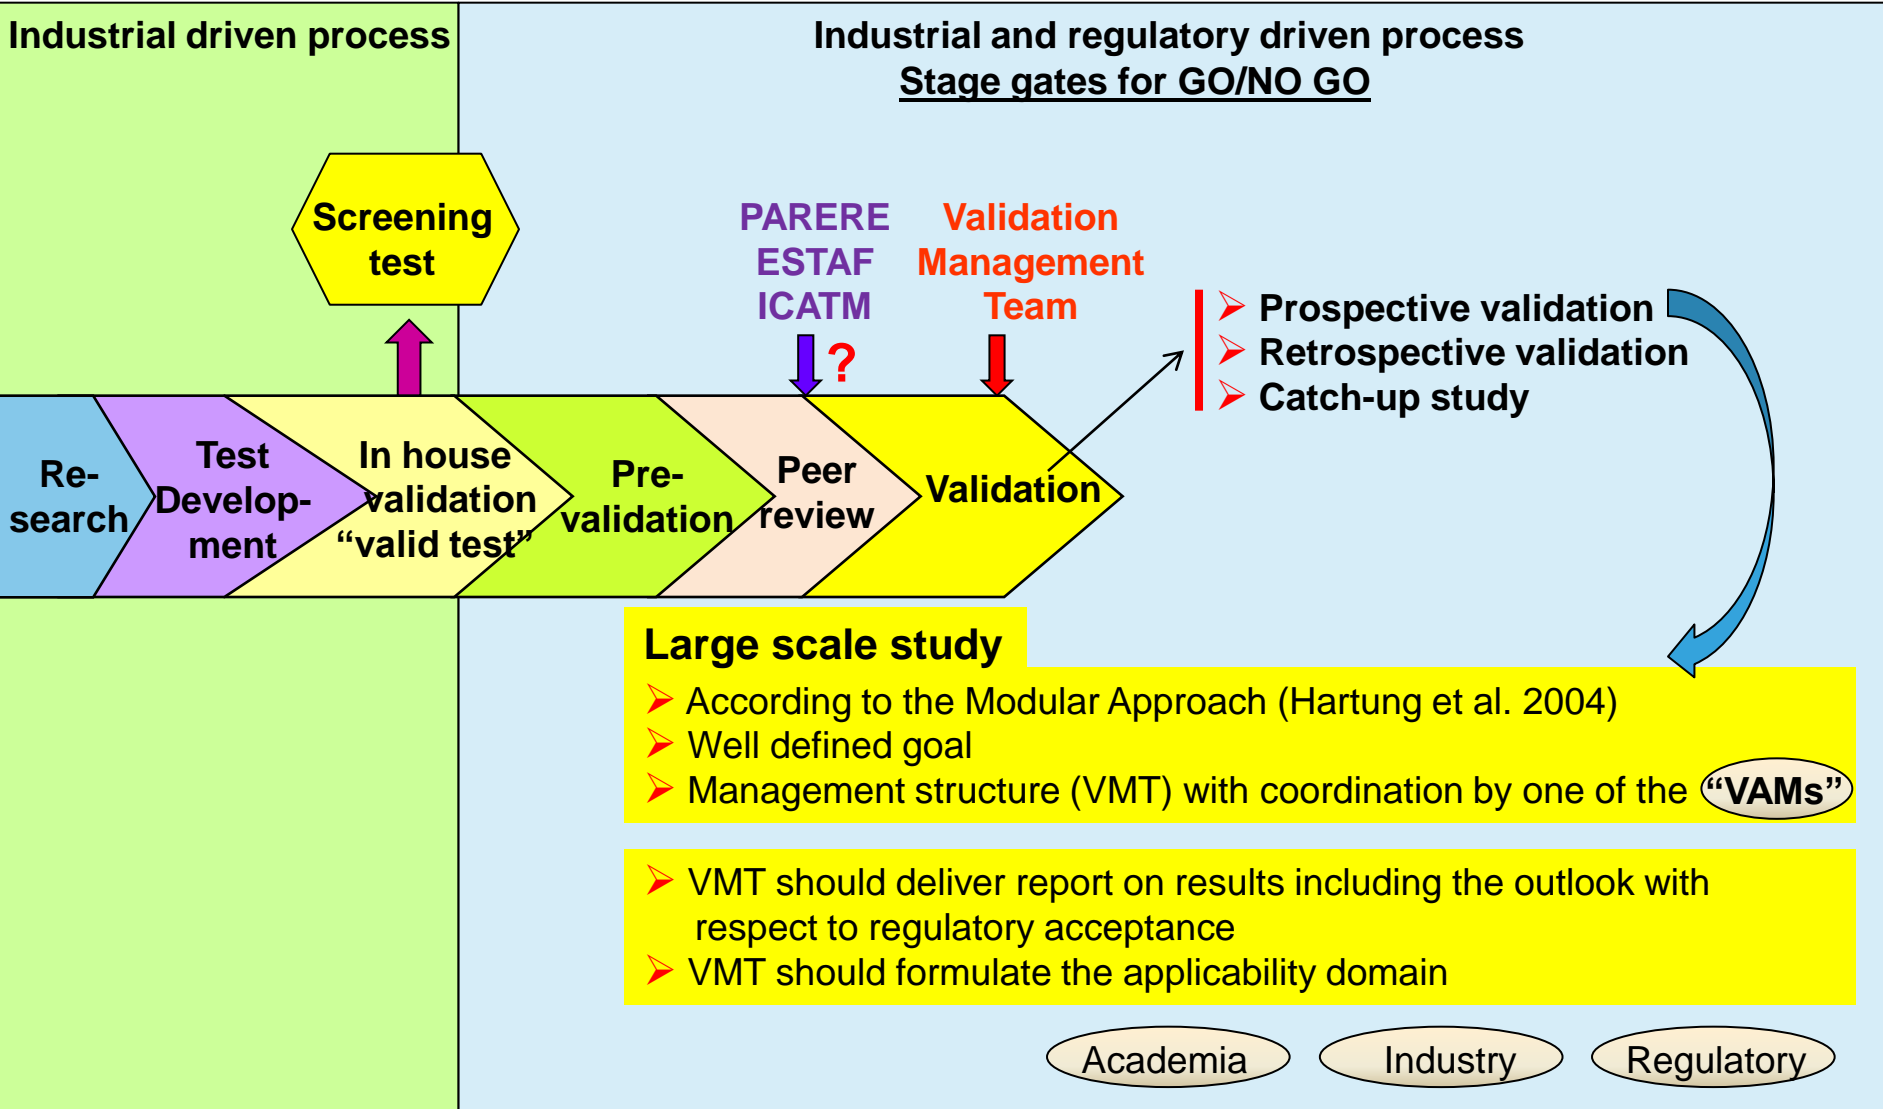 Industrial driven process
Industrial and regulatory driven process
Stage gates for GO/NO GO
Screening
test
PARERE
ESTAF
ICATM
?
Validation
Management
Team
➢ Prospective validation
➢ Retrospective validation
➢ Catch-up study
Re-
search
Test
Develop-
ment
In house
validation
“valid test”
Pre-
validation
Peer
review
Validation
Large scale study
➢ According to the Modular Approach (Hartung et al. 2004)
➢ Well defined goal
➢ Management structure (VMT) with coordination by one of the “VAMs”
➢ VMT should deliver report on results including the outlook with
respect to regulatory acceptance
➢ VMT should formulate the applicability domain
Academia
Industry
Regulatory